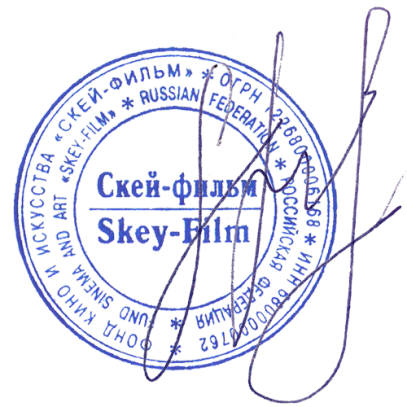 ФОНД КИНО И ИСКУССТВА «СКЕЙ-ФИЛЬМ» * ОГРН * ИНН 6800000762 *
FUND SINEMA AND ART «SKEY-FILM» * RUSSIAN FEDERATION * РОССИЙСКАЯ ФЕДЕРАЦИЯ *
Скей-фильм
Skey-Film